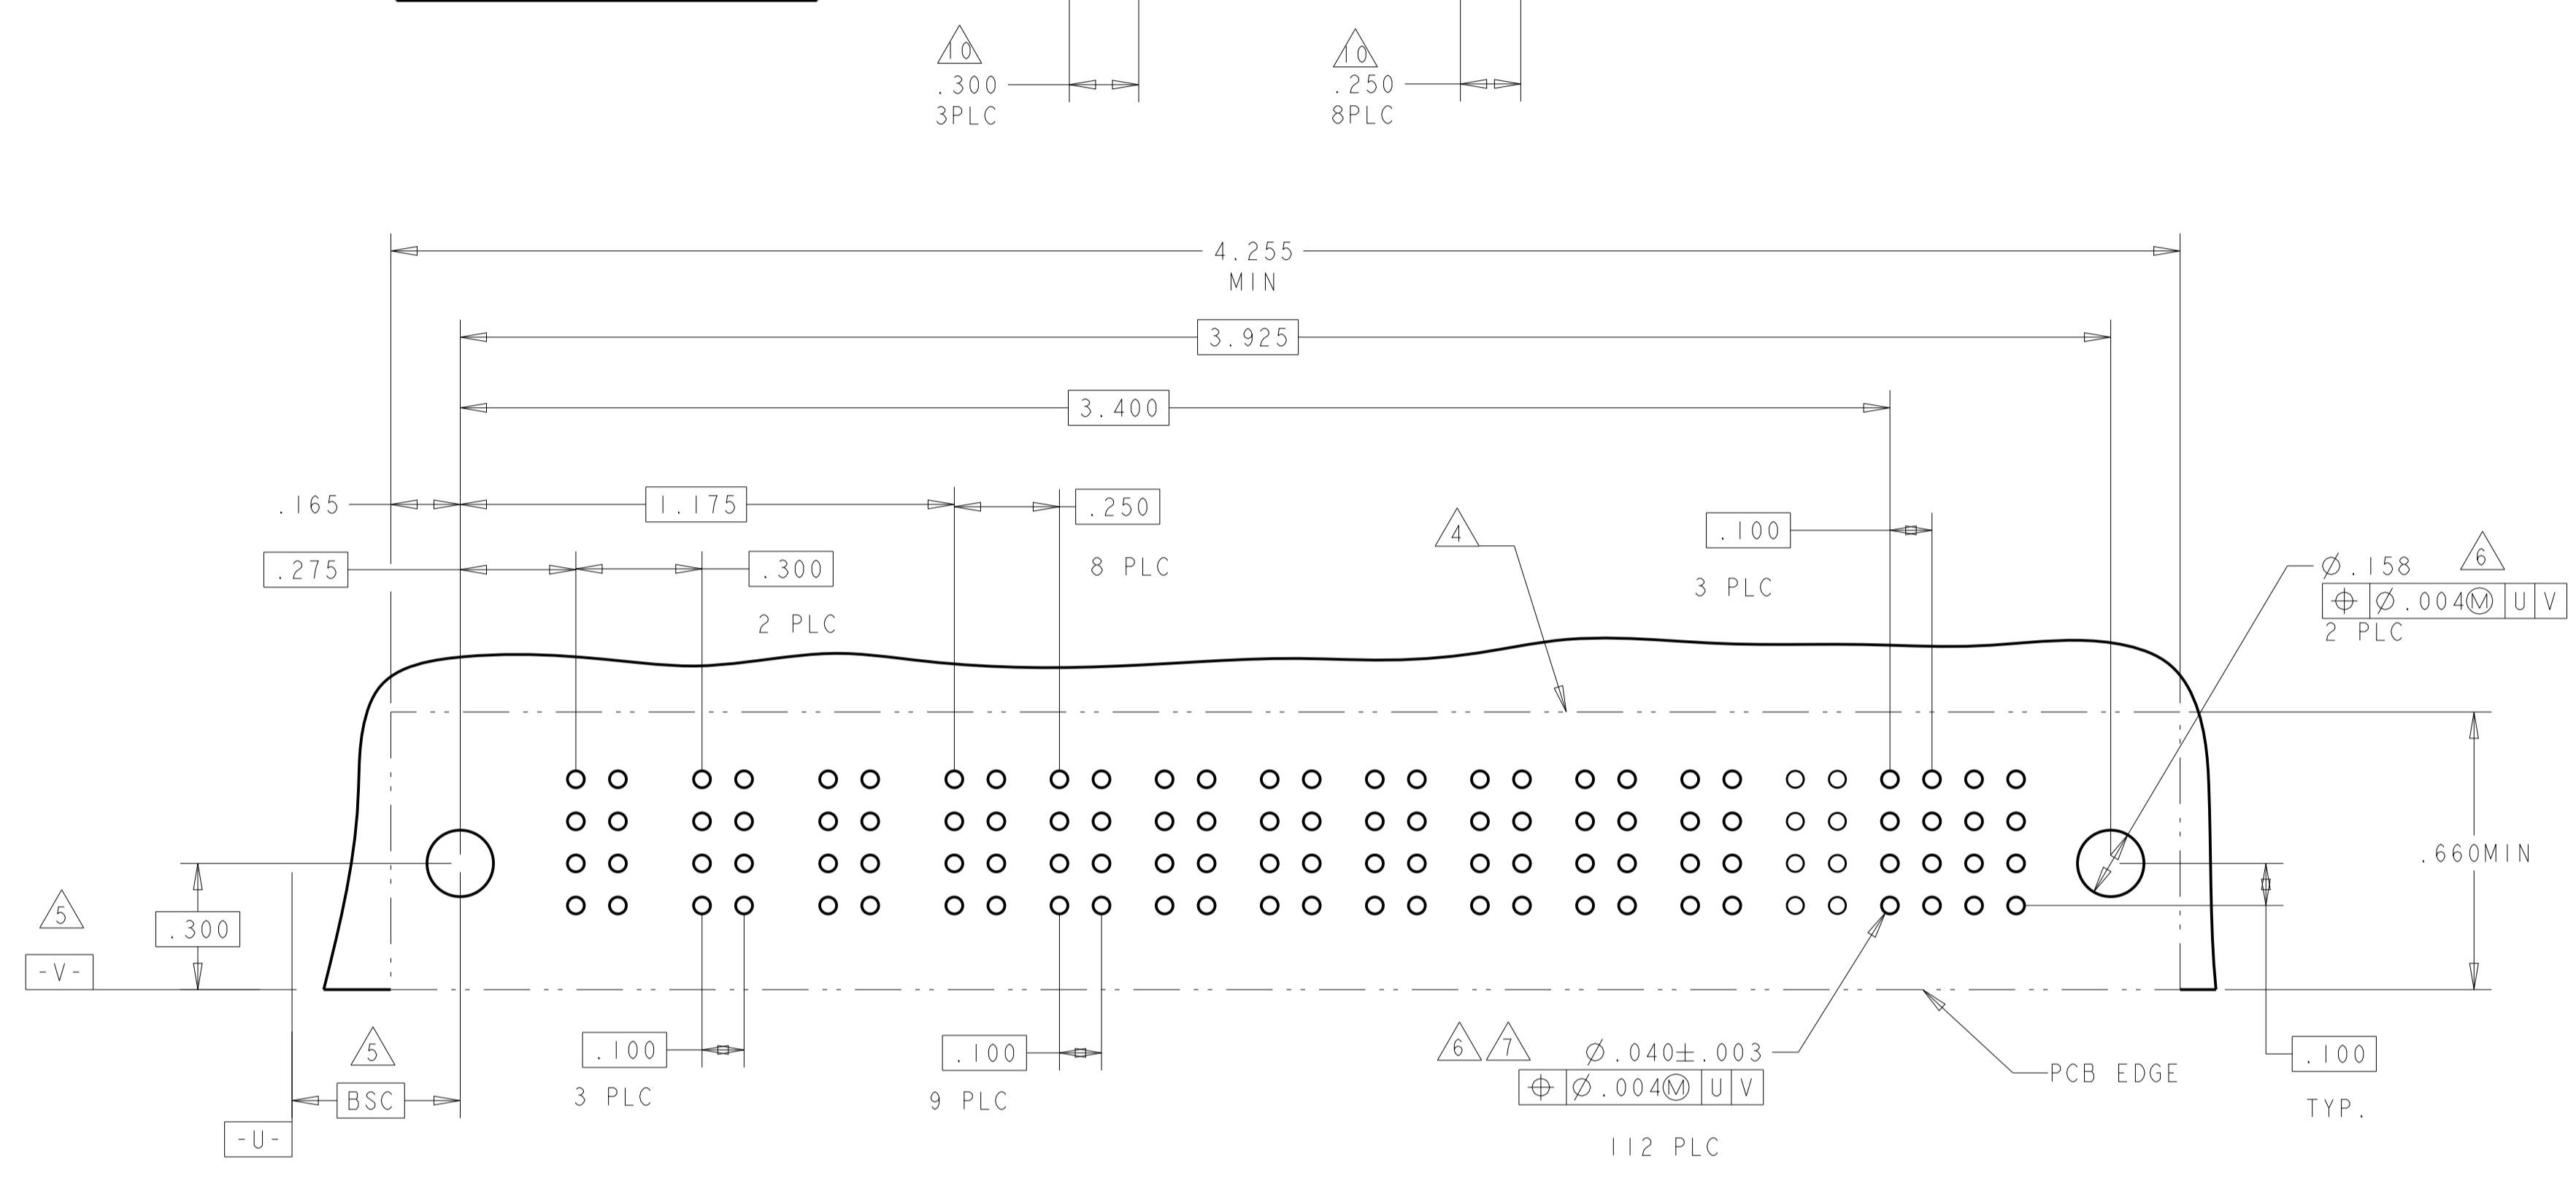 10
10
.300
.250
3PLC
8PLC
4.255
MIN
3.925
3.400
.165
1.175
.250
8 PLC
.275
.300
2 PLC
4
.100
3 PLC
6
Ø.158
⌖ Ø.004Ⓜ U V
2 PLC
.660MIN
5
.300
-V-
5
BSC
-U-
.100
3 PLC
.100
9 PLC
6 7
Ø.040±.003
⌖ Ø.004Ⓜ U V
112 PLC
PCB EDGE
.100
TYP.